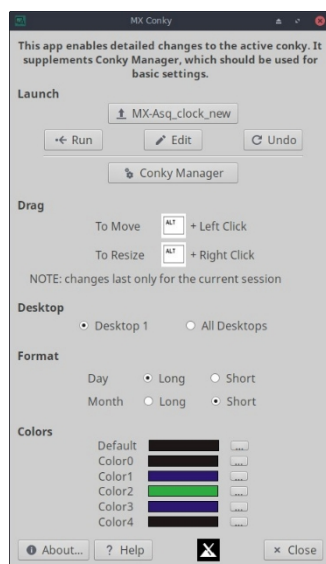 MX Conky
This app enables detailed changes to the active conky. It
supplements Conky Manager, which should be used for
basic settings.
Launch
MX-Asq_clock_new
Run Edit Undo
Conky Manager
Drag
To Move ALT + Left Click
To Resize ALT + Right Click
NOTE: changes last only for the current session
Desktop
Desktop 1 All Desktops
Format
Day Long Short
Month Long Short
Colors
Default ...
Color0 ...
Color1 ...
Color2 ...
Color3 ...
Color4 ...
About... ? Help Close